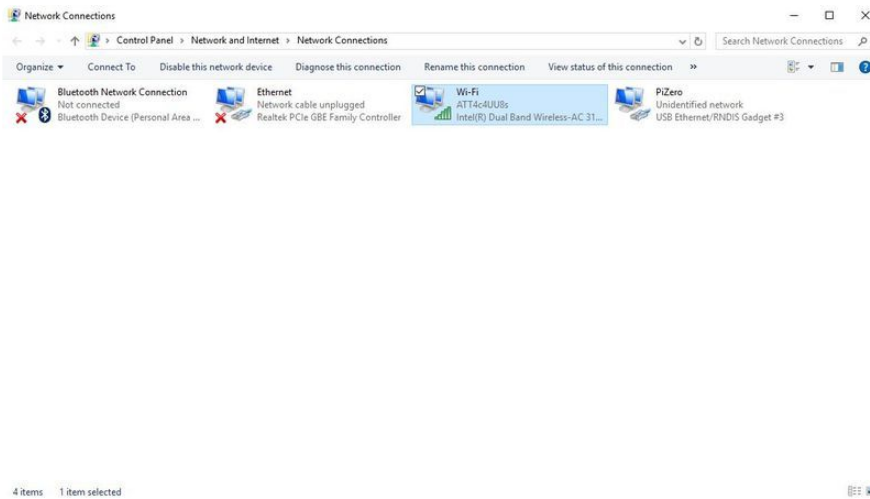 Network Connections
Control Panel > Network and Internet > Network Connections
Search Network Connections
Organize
Connect To
Disable this network device
Diagnose this connection
Rename this connection
View status of this connection
»
Bluetooth Network Connection
Not connected
Bluetooth Device (Personal Area ...
Ethernet
Network cable unplugged
Realtek PCIe GBE Family Controller
Wi-Fi
ATT4c4UU8s
Intel(R) Dual Band Wireless-AC 31...
PiZero
Unidentified network
USB Ethernet/RNDIS Gadget #3
4 items
1 item selected